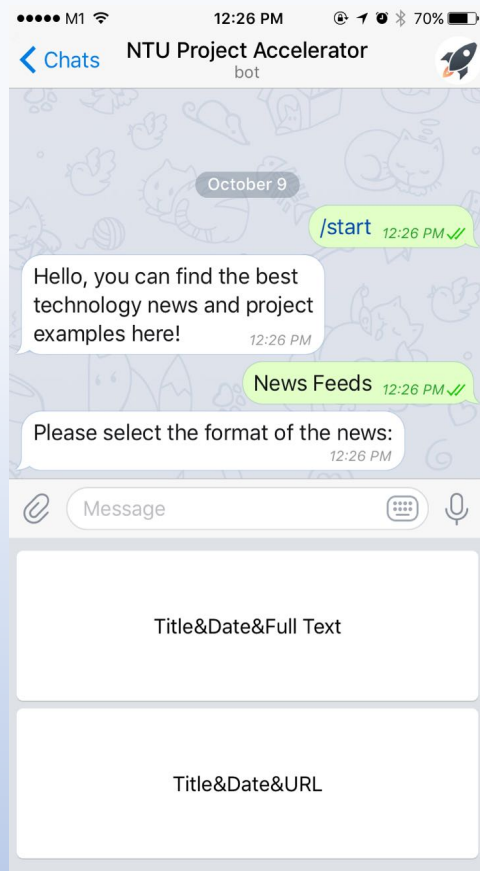 M1 12:26 PM 70%
Chats NTU Project Accelerator
bot
October 9
/start 12:26 PM
Hello, you can find the best
technology news and project
examples here! 12:26 PM
News Feeds 12:26 PM
Please select the format of the news:
12:26 PM
Message
Title&Date&Full Text
Title&Date&URL